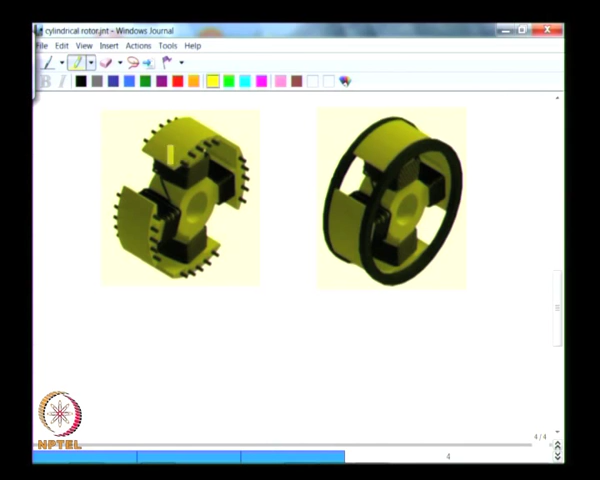 cylindrical rotor.jnt - Windows Journal
File Edit View Insert Actions Tools Help
B I
4 / 4
4
NPTEL